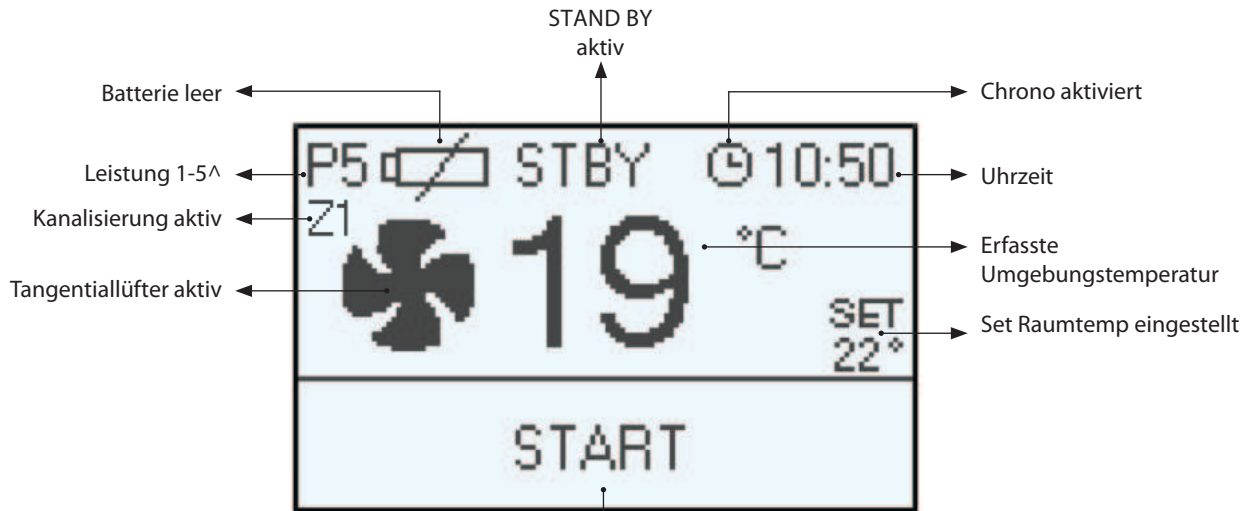 STAND BY
aktiv
Batterie leer
Chrono aktiviert
P5 STBY 10:50
Leistung 1-5^
Uhrzeit
Kanalisierung aktiv
Z1
19 °C
Erfasste
Umgebungstemperatur
Tangentiallüfter aktiv
SET
22°
Set Raumtemp eingestellt
START